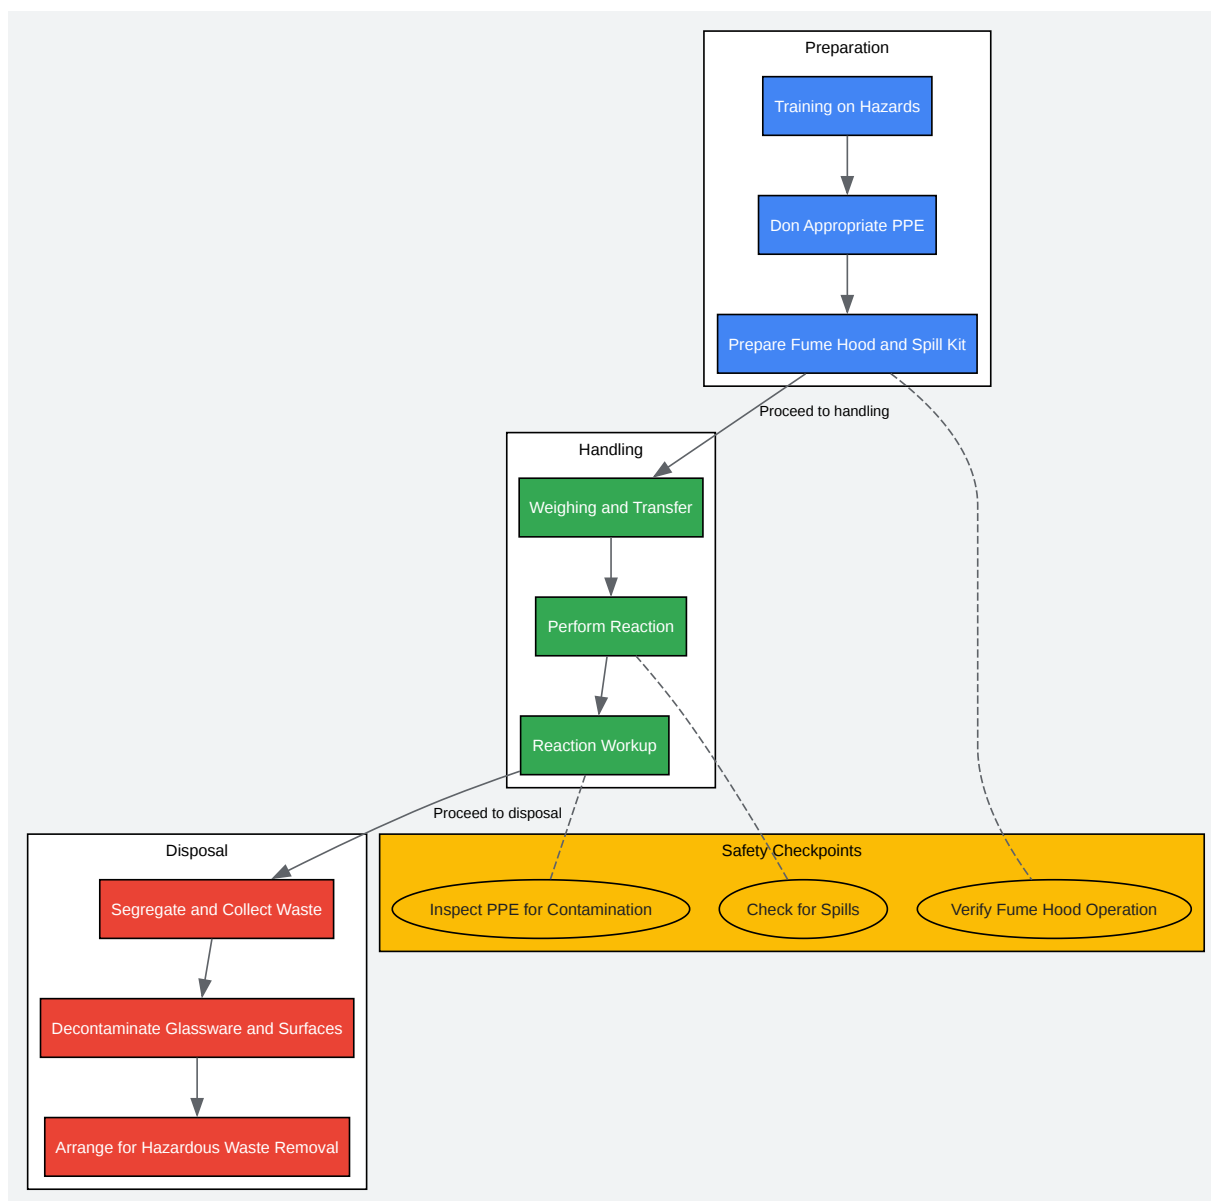 Preparation
Training on Hazards
Don Appropriate PPE
Prepare Fume Hood and Spill Kit
Proceed to handling
Handling
Weighing and Transfer
Perform Reaction
Reaction Workup
Proceed to disposal
Disposal
Segregate and Collect Waste
Decontaminate Glassware and Surfaces
Arrange for Hazardous Waste Removal
Safety Checkpoints
Inspect PPE for Contamination
Check for Spills
Verify Fume Hood Operation